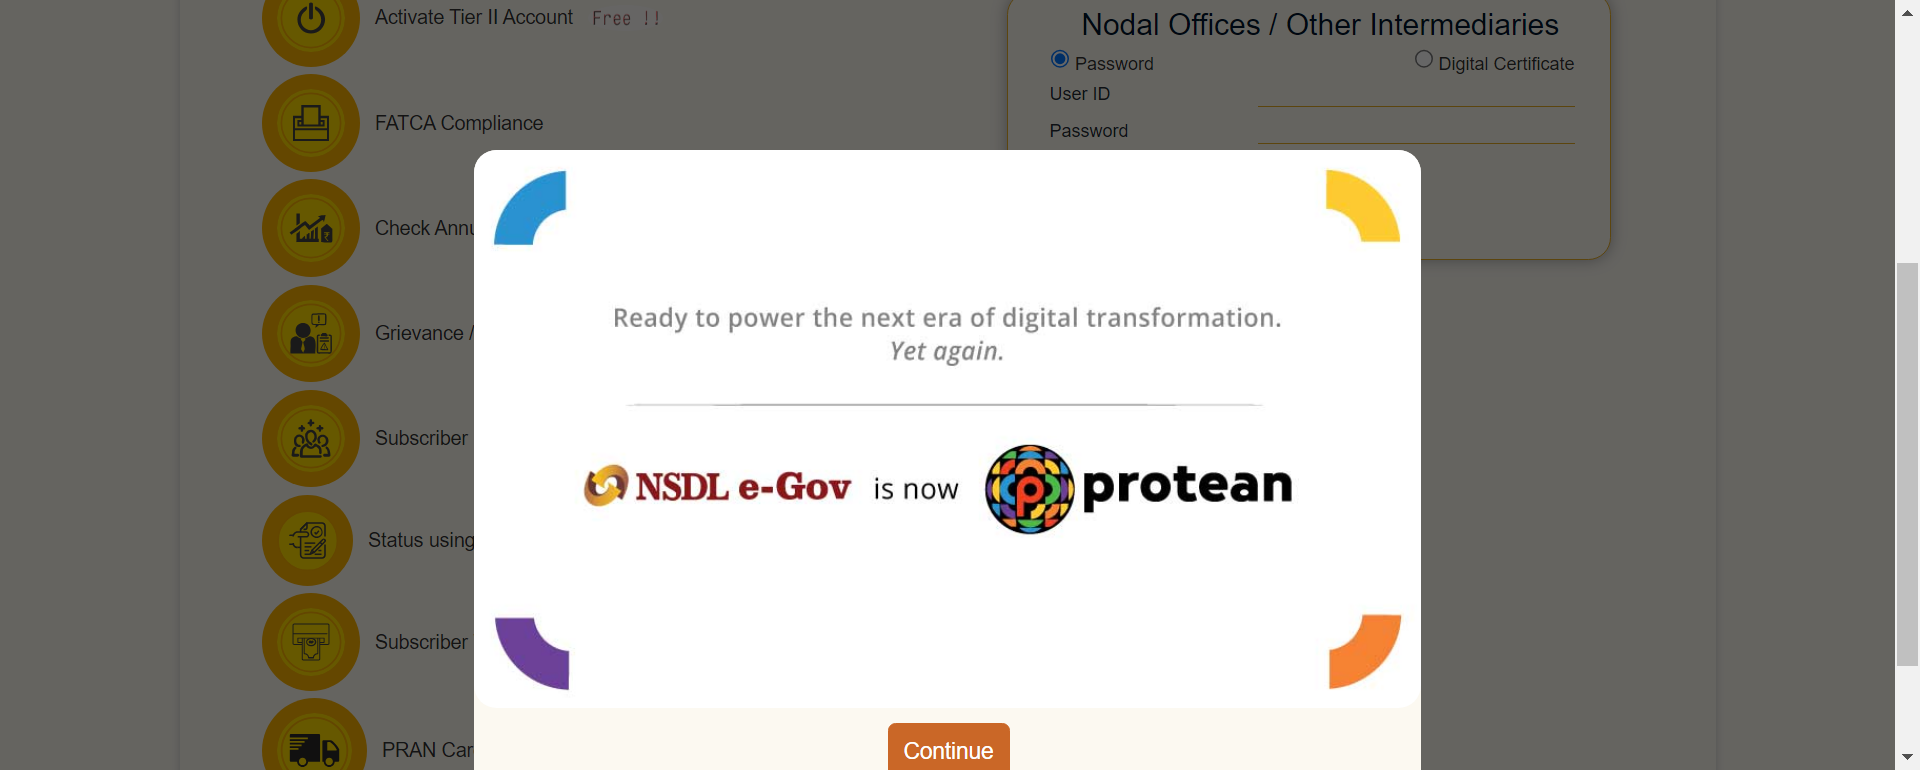 Activate Tier II Account Free !!
FATCA Compliance
Check Annu
Grievance /
Subscriber
Status using
Subscriber
PRAN Car
Nodal Offices / Other Intermediaries
Password Digital Certificate
User ID
Password
Ready to power the next era of digital transformation.
Yet again.
NSDL e-Gov is now protean
Continue